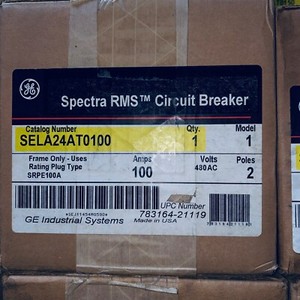 GE
Spectra RMS™ Circuit Breaker
Catalog Number Qty. Model
SELA24AT0100 1 1
Frame Only - Uses Amps Volts Poles
Rating Plug Type 100 480AC 2
SRPE100A
UPC Number
783164-21119
GE Industrial Systems Made in USA